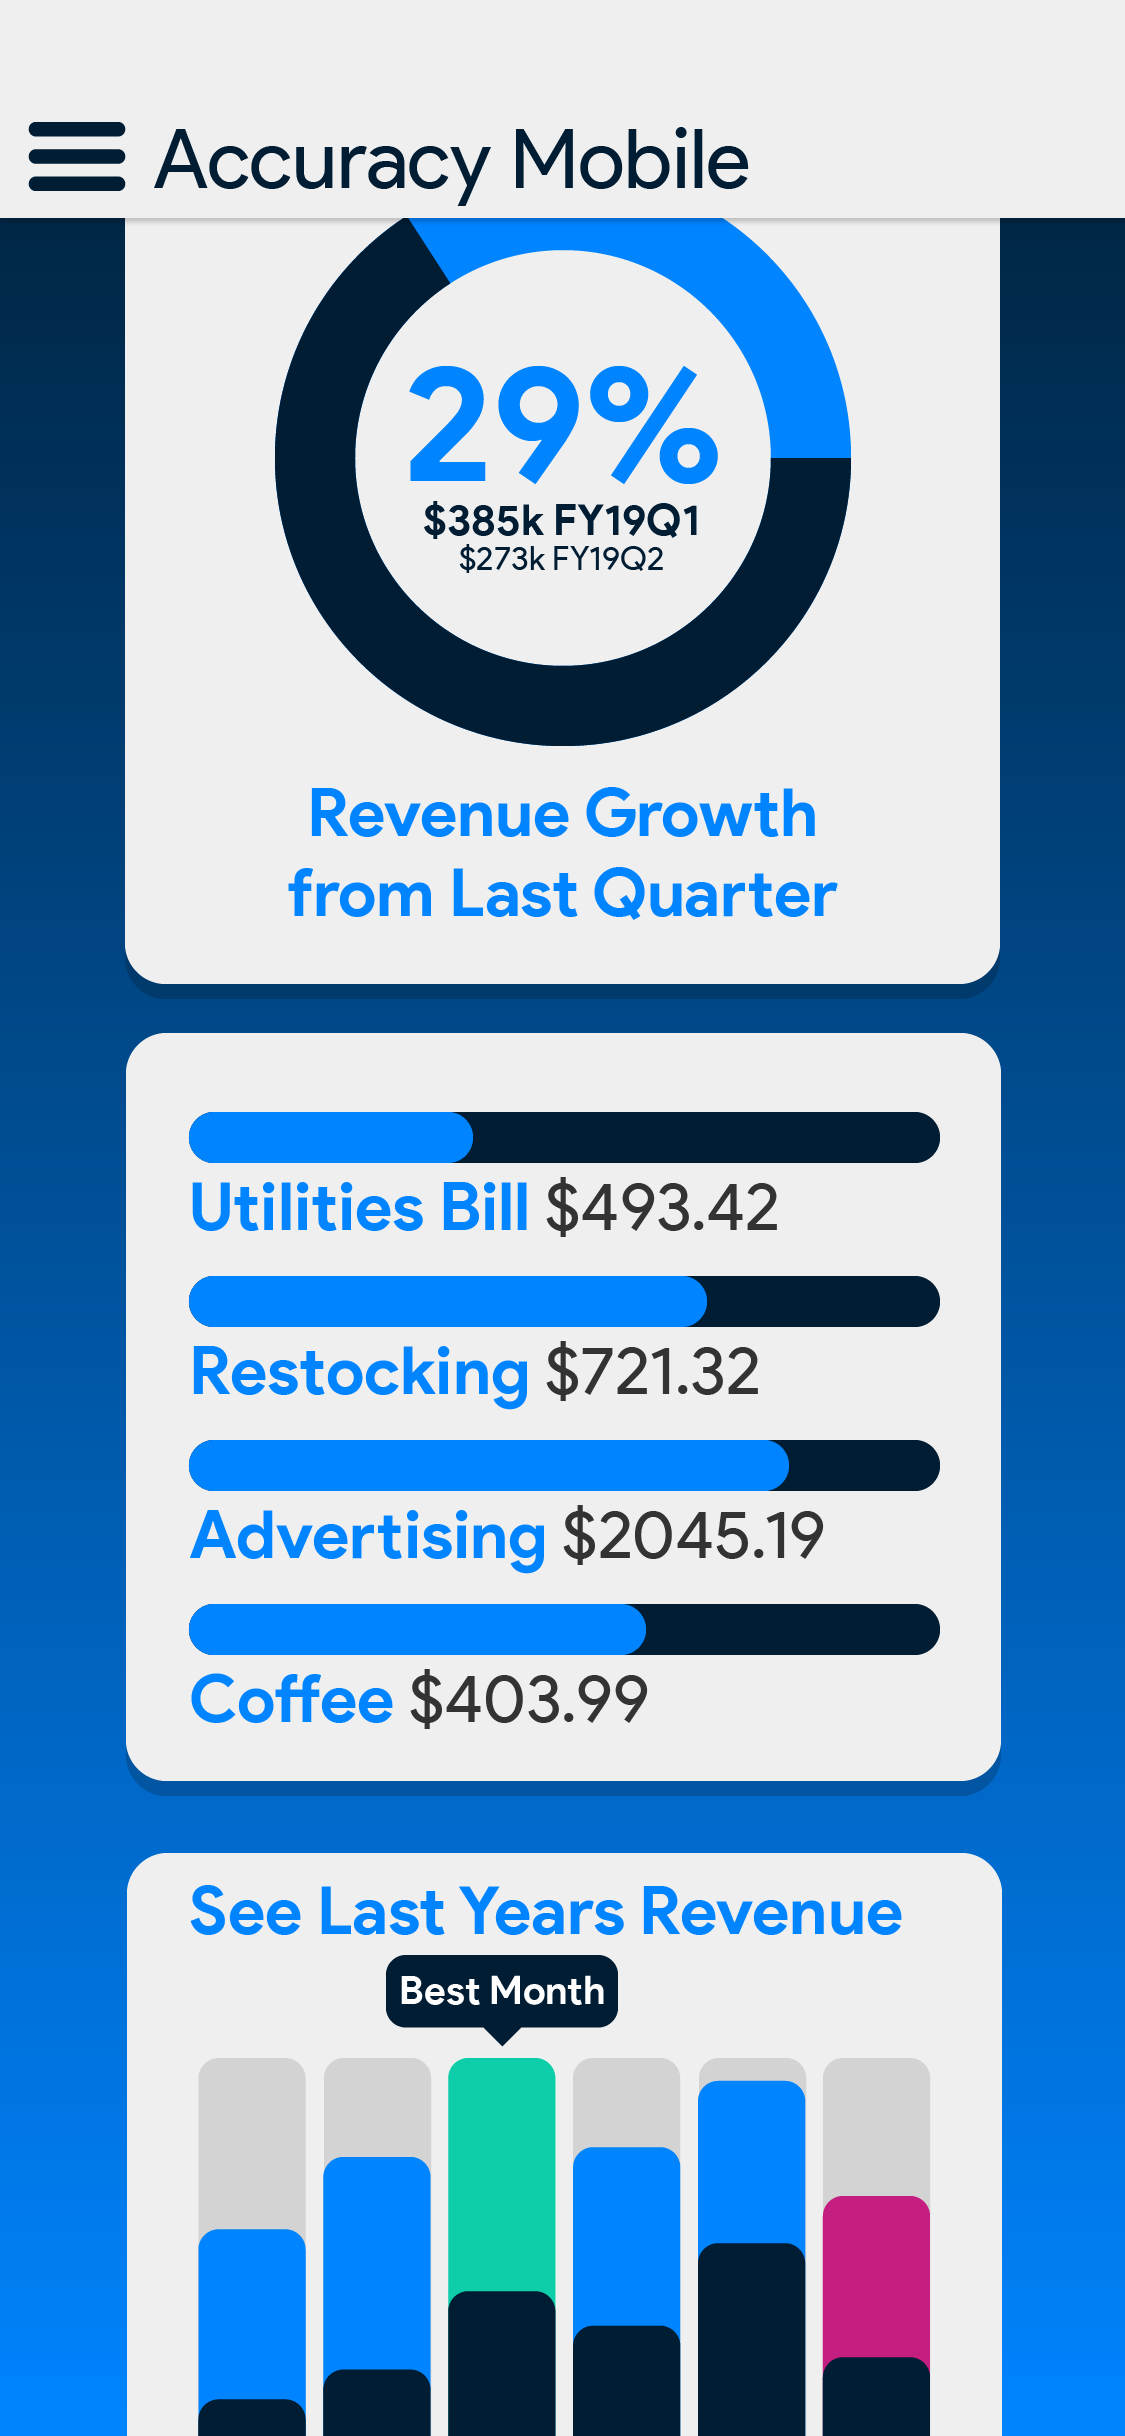 Accuracy Mobile
29%
$385k FY19Q1
$273k FY19Q2
Revenue Growth
from Last Quarter
Utilities Bill $493.42
Restocking $721.32
Advertising $2045.19
Coffee $403.99
See Last Years Revenue
Best Month